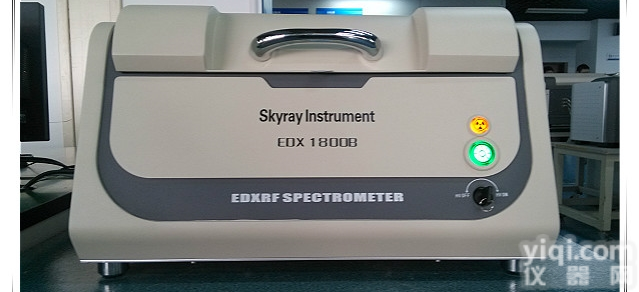 Skyray Instrument
EDX 1800B
EDXRF SPECTROMETER
yiqi.com
仪器网